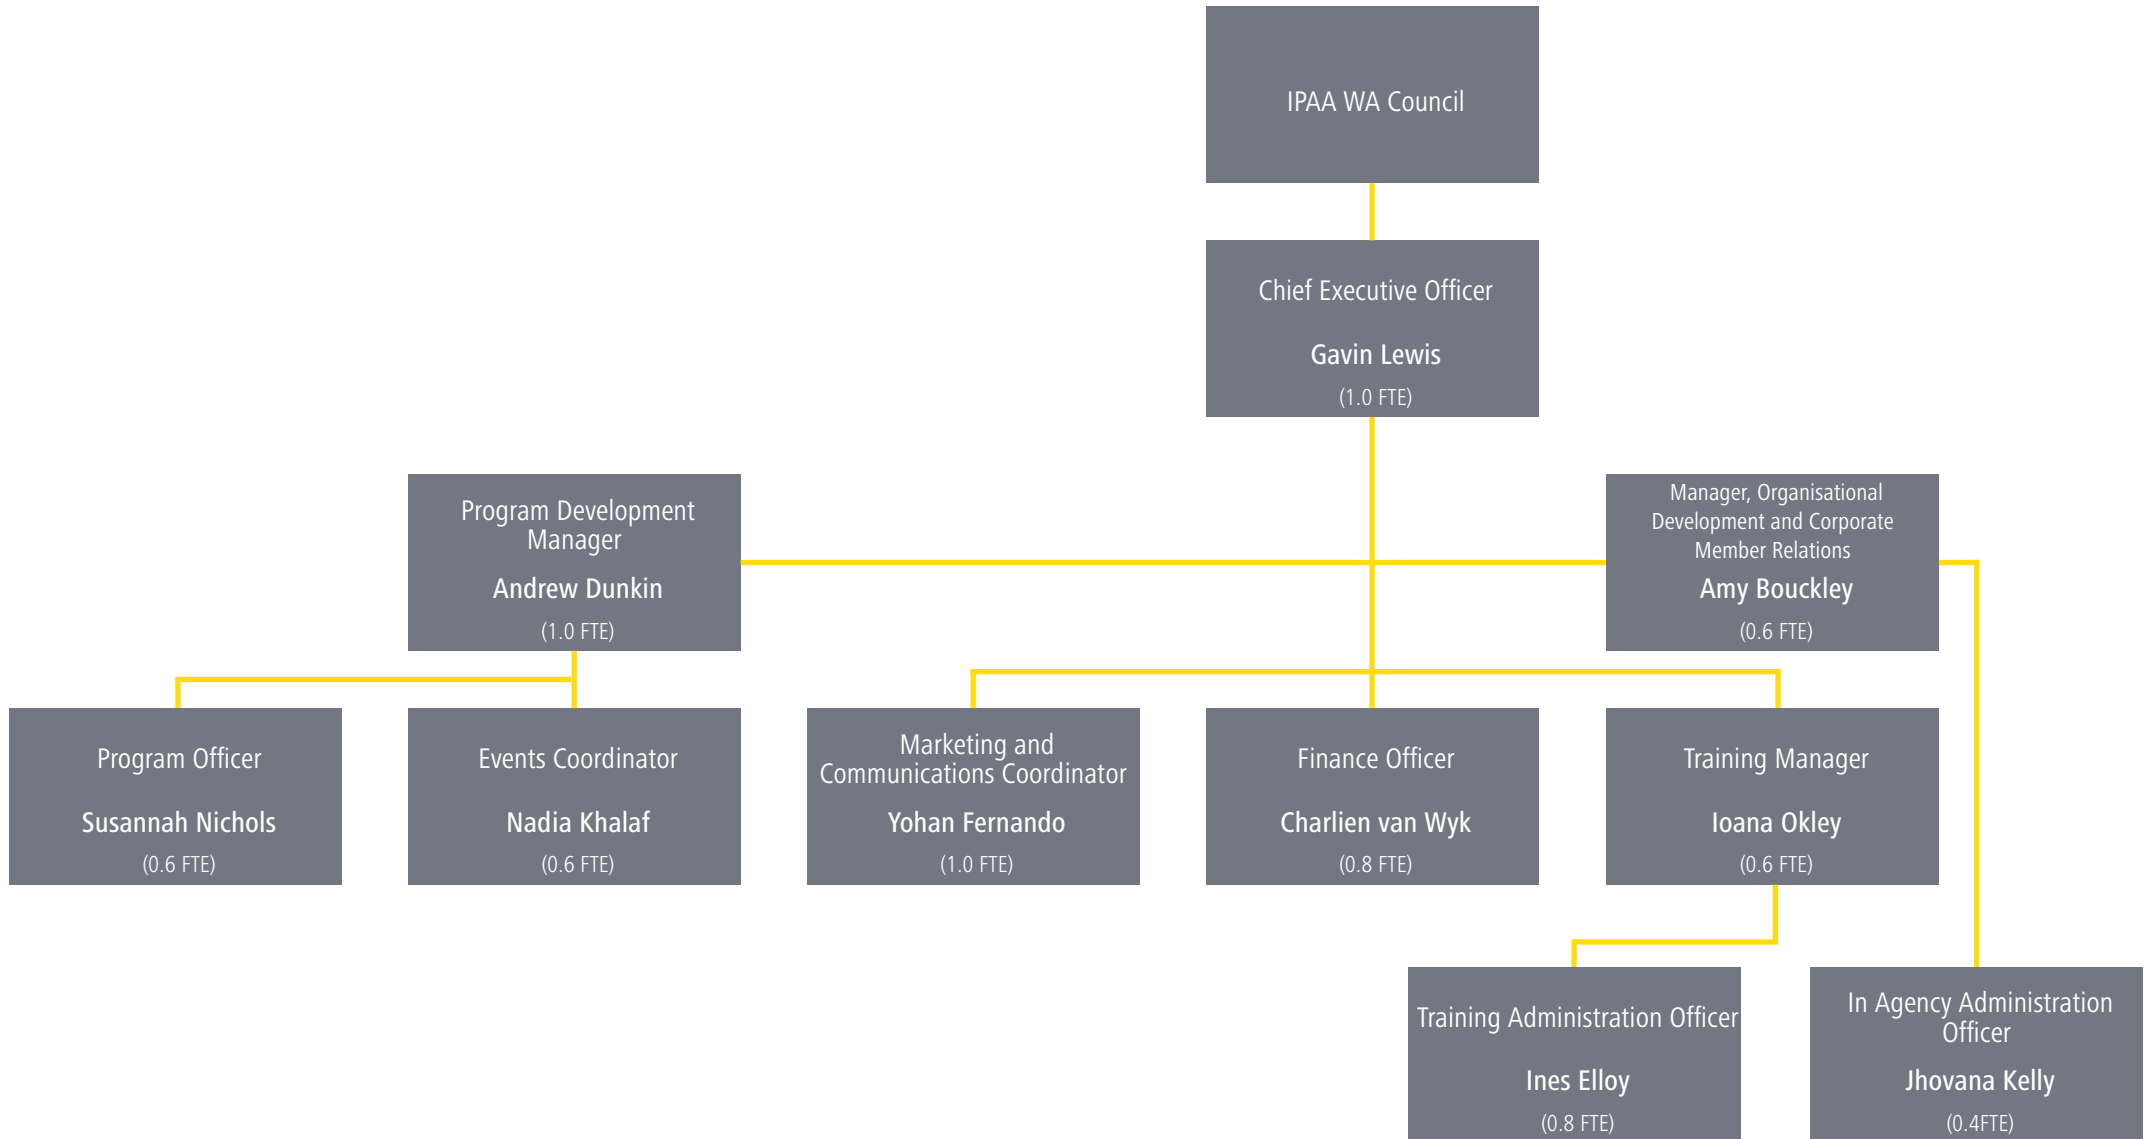 IPAA WA Council
Chief Executive Officer
Gavin Lewis
(1.0 FTE)
Program Development
Manager
Andrew Dunkin
(1.0 FTE)
Manager, Organisational
Development and Corporate
Member Relations
Amy Bouckley
(0.6 FTE)
Program Officer
Susannah Nichols
(0.6 FTE)
Events Coordinator
Nadia Khalaf
(0.6 FTE)
Marketing and
Communications Coordinator
Yohan Fernando
(1.0 FTE)
Finance Officer
Charlien van Wyk
(0.8 FTE)
Training Manager
Ioana Okley
(0.6 FTE)
Training Administration Officer
Ines Elloy
(0.8 FTE)
In Agency Administration
Officer
Jhovana Kelly
(0.4FTE)